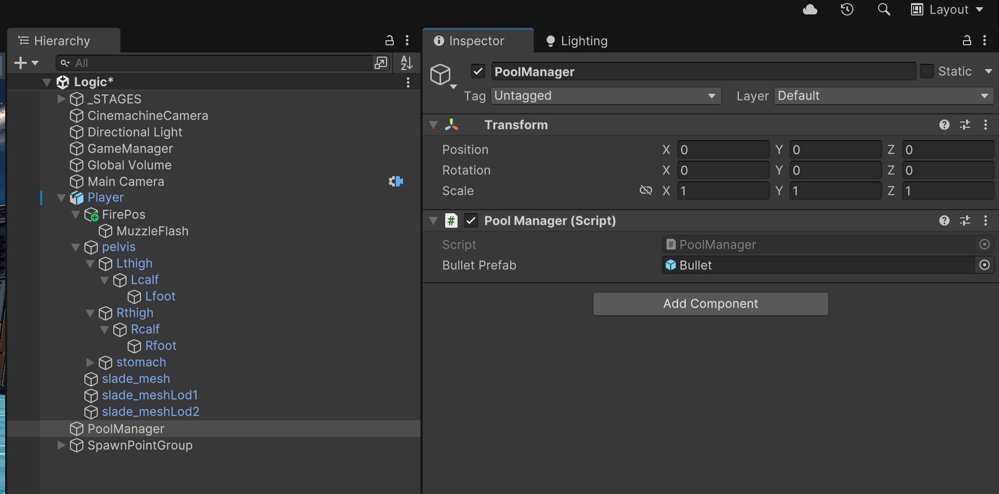 Layout
Hierarchy
Inspector
Lighting
All
Logic*
_STAGES
CinemachineCamera
Directional Light
GameManager
Global Volume
Main Camera
Player
FirePos
MuzzleFlash
pelvis
Lthigh
Lcalf
Lfoot
Rthigh
Rcalf
Rfoot
stomach
slade_mesh
slade_meshLod1
slade_meshLod2
PoolManager
SpawnPointGroup
PoolManager
Static
Tag Untagged Layer Default
Transform
Position X 0 Y 0 Z 0
Rotation X 0 Y 0 Z 0
Scale X 1 Y 1 Z 1
# Pool Manager (Script)
Script # PoolManager
Bullet Prefab Bullet
Add Component